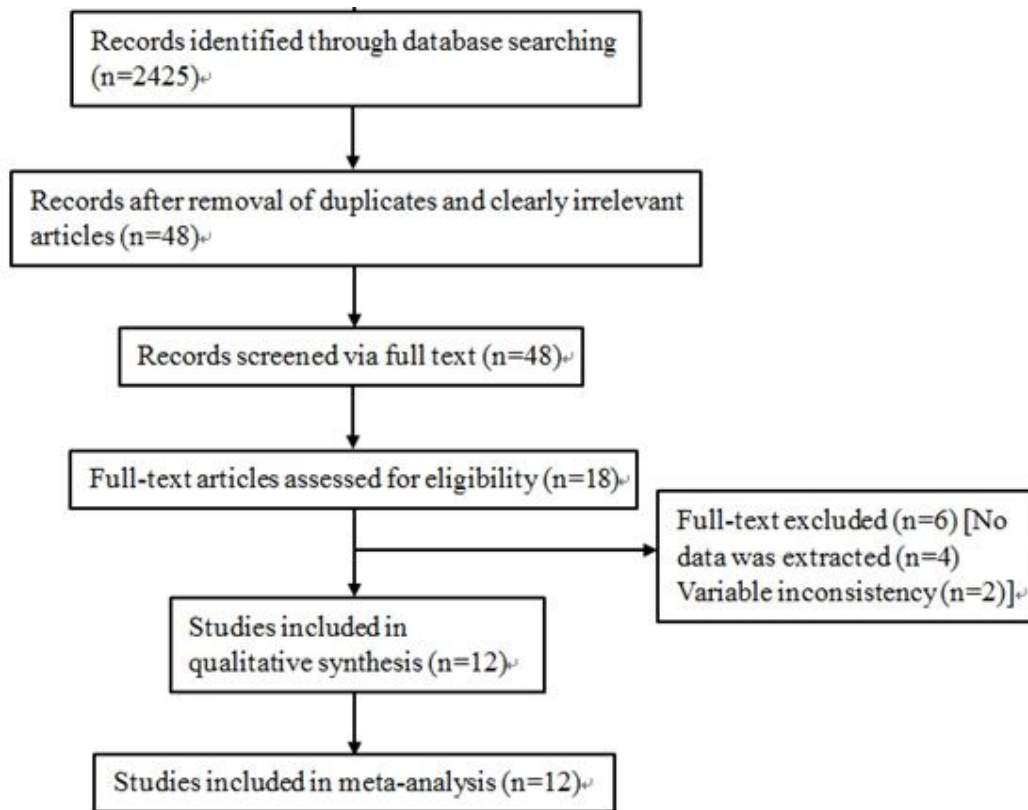 Records identified through database searching
(n=2425)
Records after removal of duplicates and clearly irrelevant
articles (n=48)
Records screened via full text (n=48)
Full-text articles assessed for eligibility (n=18)
Full-text excluded (n=6) [No
data was extracted (n=4)
Variable inconsistency (n=2)]
Studies included in
qualitative synthesis (n=12)
Studies included in meta-analysis (n=12)